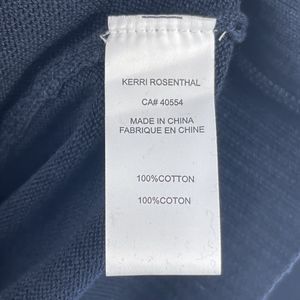 KERRI ROSENTHAL
CA# 40554
MADE IN CHINA
FABRIQUE EN CHINE
100%COTTON
100%COTON